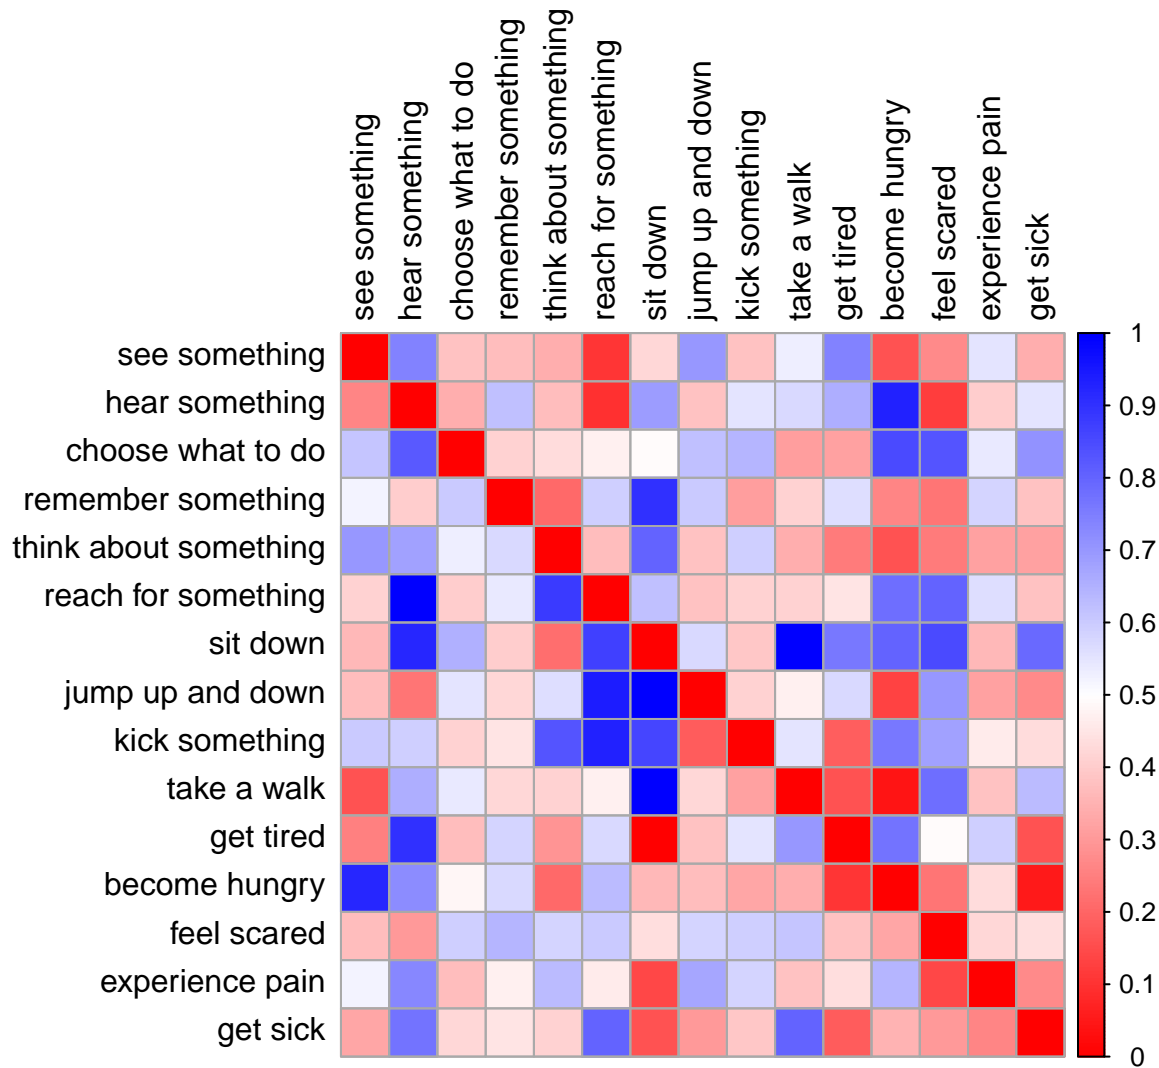 see something
hear something
choose what to do
remember something
think about something
reach for something
sit down
jump up and down
kick something
take a walk
get tired
become hungry
feel scared
experience pain
get sick
see something
hear something
choose what to do
remember something
think about something
reach for something
sit down
jump up and down
kick something
take a walk
get tired
become hungry
feel scared
experience pain
get sick
1
0.9
0.8
0.7
0.6
0.5
0.4
0.3
0.2
0.1
0